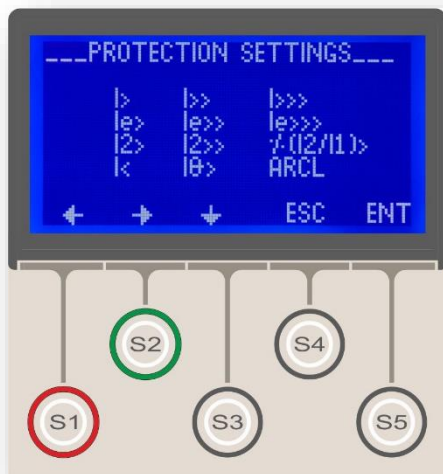 ___PROTECTION SETTINGS___
I> I>> I>>>
Ie> Ie>> Ie>>>
I2> I2>> ⁒(I2/I1)>
I< Iθ> ARCL
← → ↓ ESC ENT
S2 S4
S1 S3 S5